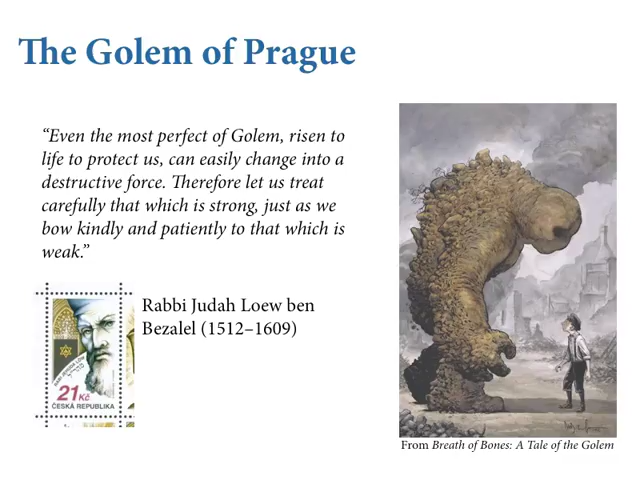 The Golem of Prague
“Even the most perfect of Golem, risen to
life to protect us, can easily change into a
destructive force. Therefore let us treat
carefully that which is strong, just as we
bow kindly and patiently to that which is
weak.”
Rabbi Judah Loew ben
Bezalel (1512–1609)
21Kč
ČESKÁ REPUBLIKA
From Breath of Bones: A Tale of the Golem